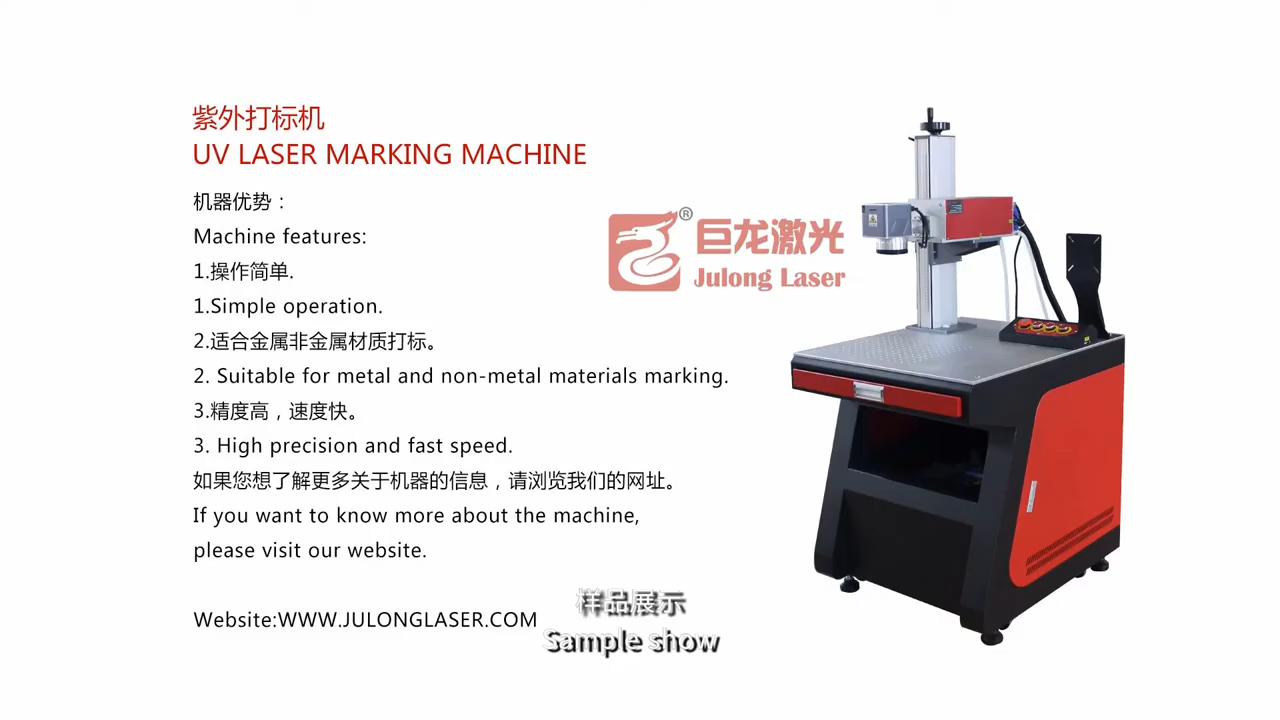 紫外打标机
UV LASER MARKING MACHINE
机器优势：
Machine features:
1.操作简单.
1.Simple operation.
2.适合金属非金属材质打标。
2. Suitable for metal and non-metal materials marking.
3.精度高，速度快。
3. High precision and fast speed.
如果您想了解更多关于机器的信息，请浏览我们的网址。
If you want to know more about the machine,
please visit our website.
Website:WWW.JULONGLASER.COM
®
巨龙激光
Julong Laser
样品展示
Sample show